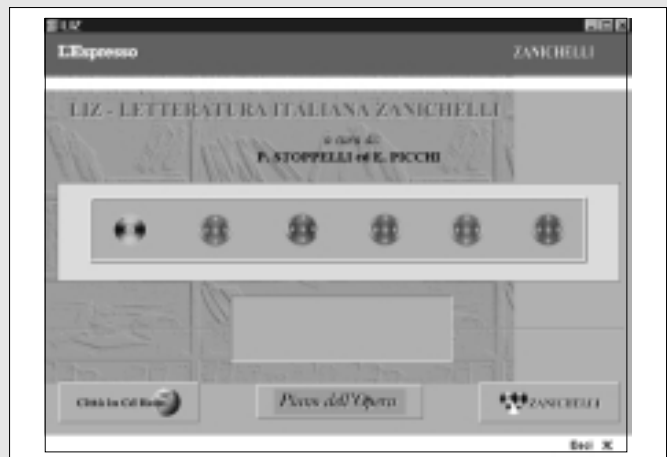 LIZ
L'Espresso ZANICHELLI
LIZ - LETTERATURA ITALIANA ZANICHELLI
a cura di:
P. STOPPELLI ed E. PICCHI
Piano dell'Opera
ZANICHELLI
Esci